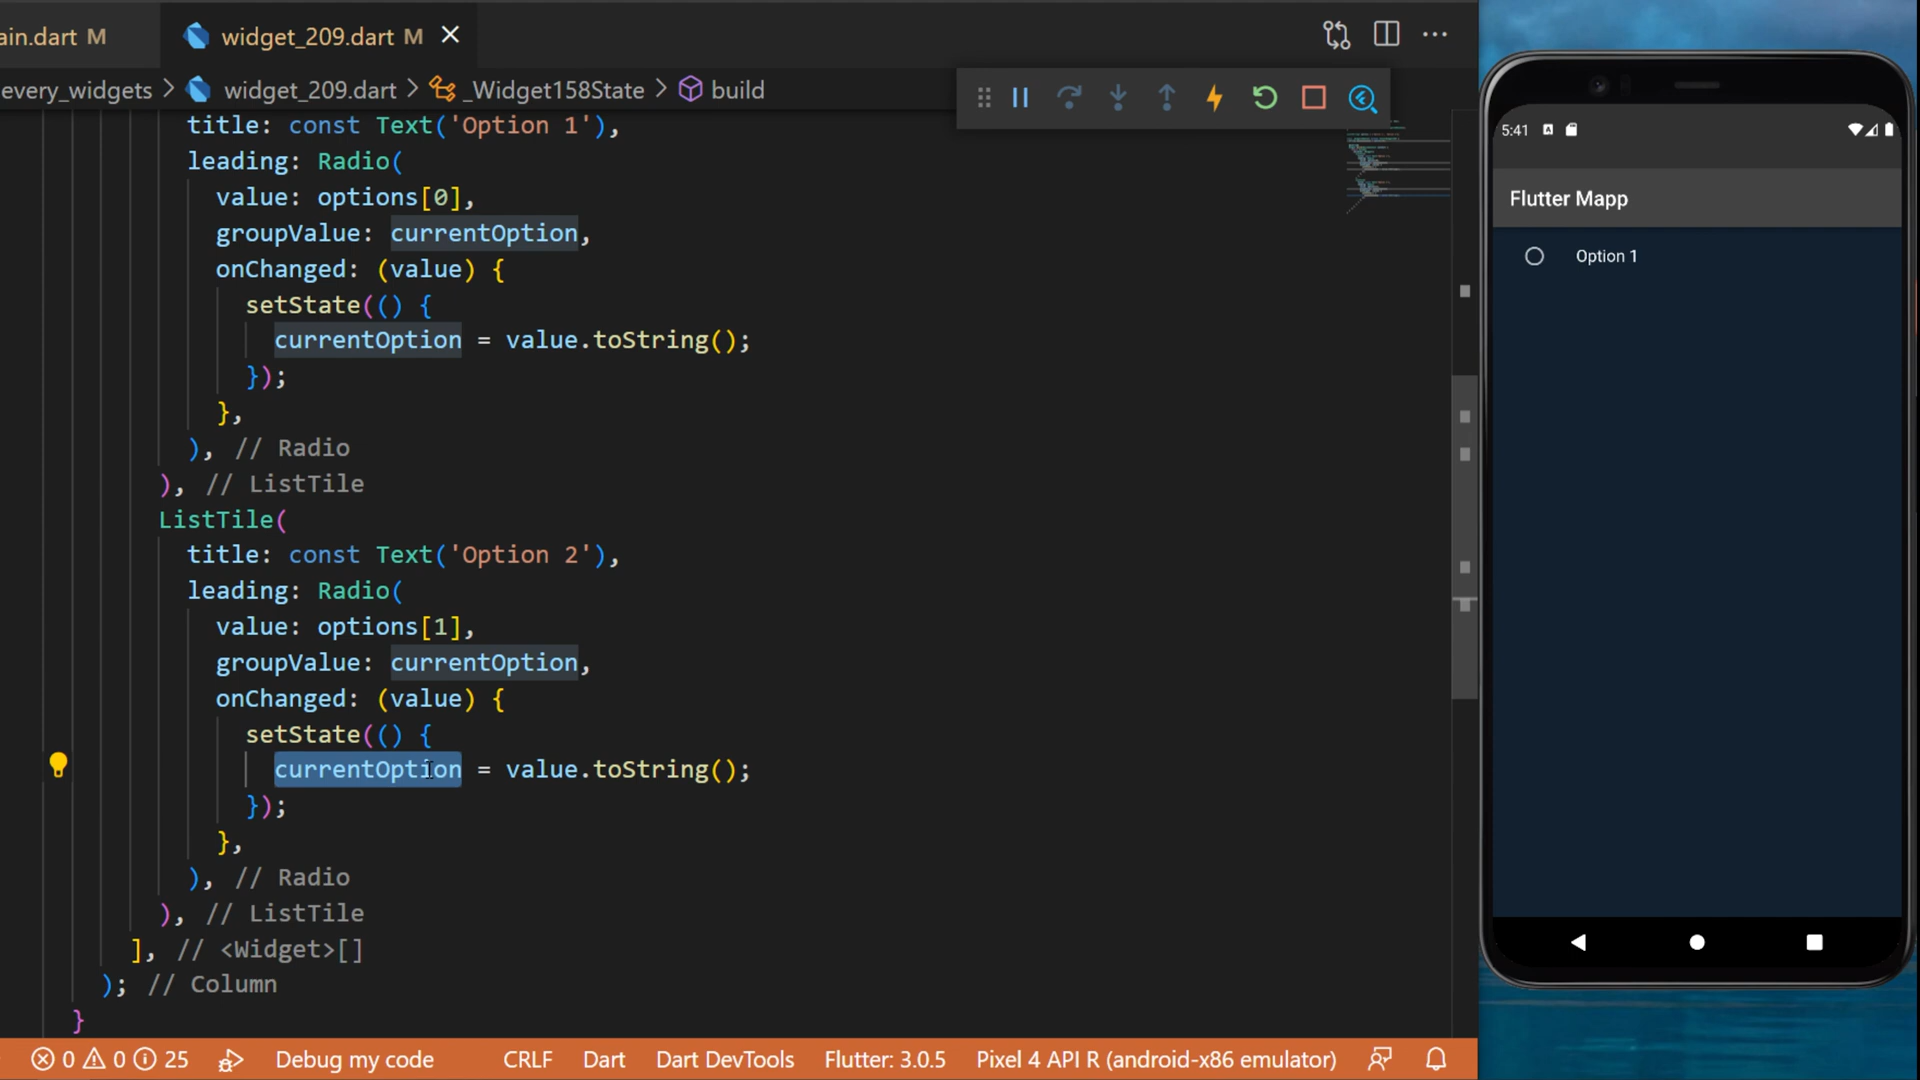 ain.dart M
widget_209.dart M
every_widgets > widget_209.dart > _Widget158State > build
title: const Text('Option 1'),
leading: Radio(
value: options[0],
groupValue: currentOption,
onChanged: (value) {
setState(() {
currentOption = value.toString();
});
},
), // Radio
), // ListTile
ListTile(
title: const Text('Option 2'),
leading: Radio(
value: options[1],
groupValue: currentOption,
onChanged: (value) {
setState(() {
currentOption = value.toString();
});
},
), // Radio
), // ListTile
], // <Widget>[]
); // Column
}
0 0 25 Debug my code CRLF Dart Dart DevTools Flutter: 3.0.5 Pixel 4 API R (android-x86 emulator)
5:41
Flutter Mapp
Option 1